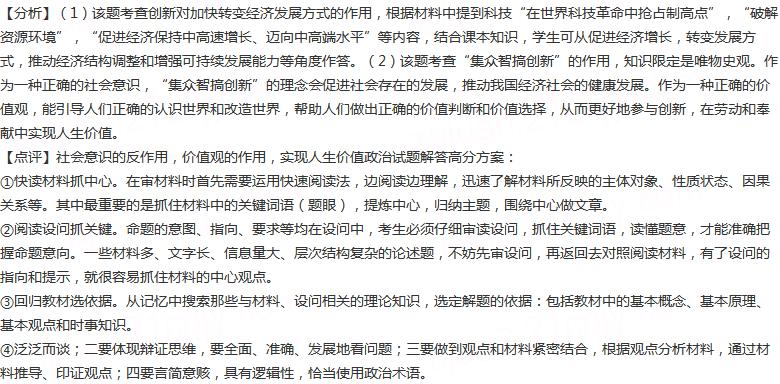 【分析】（1）该题考查创新对加快转变经济发展方式的作用，根据材料中提到科技“在世界科技革命中抢占制高点”，“破解
资源环境”，“促进经济保持中高速增长、迈向中高端水平”等内容，结合课本知识，学生可从促进经济增长，转变发展方
式，推动经济结构调整和增强可持续发展能力等角度作答。（2）该题考查“集众智搞创新”的作用，知识限定是唯物史观。作
为一种正确的社会意识，“集众智搞创新”的理念会促进社会存在的发展，推动我国经济社会的健康发展。作为一种正确的价
值观，能引导人们正确的认识世界和改造世界，帮助人们做出正确的价值判断和价值选择，从而更好地参与创新，在劳动和奉
献中实现人生价值。
【点评】社会意识的反作用，价值观的作用，实现人生价值政治试题解答高分方案：
①快读材料抓中心。在审材料时首先需要运用快速阅读法，边阅读边理解，迅速了解材料所反映的主体对象、性质状态、因果
关系等。其中最重要的是抓住材料中的关键词语（题眼），提炼中心，归纳主题，围绕中心做文章。
②阅读设问抓关键。命题的意图、指向、要求等均在设问中，考生必须仔细审读设问，抓住关键词语，读懂题意，才能准确把
握命题意向。一些材料多、文字长、信息量大、层次结构复杂的论述题，不妨先审设问，再返回去对照阅读材料，有了设问的
指向和提示，就很容易抓住材料的中心观点。
③回归教材选依据。从记忆中搜索那些与材料、设问相关的理论知识，选定解题的依据：包括教材中的基本概念、基本原理、
基本观点和时事知识。
④泛泛而谈；二要体现辩证思维，要全面、准确、发展地看问题；三要做到观点和材料紧密结合，根据观点分析材料，通过材
料推导、印证观点；四要言简意赅，具有逻辑性，恰当使用政治术语。